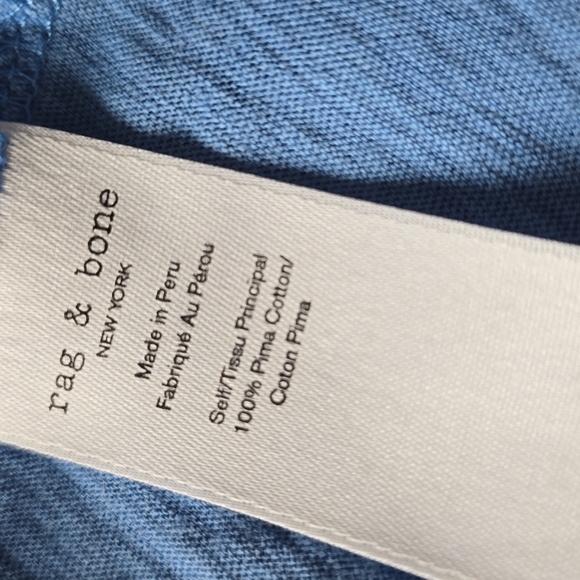 rag & bone
NEW YORK
Made in Peru
Fabriqué Au Pérou
Self/Tissu Principal
100% Pima Cotton/
Coton Pima